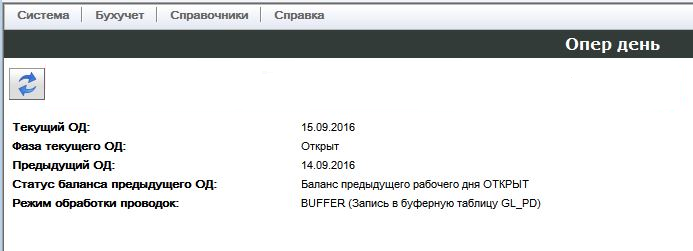 Система Бухучет Справочники Справка
Опер день
Текущий ОД: 15.09.2016
Фаза текущего ОД: Открыт
Предыдущий ОД: 14.09.2016
Статус баланса предыдущего ОД: Баланс предыдущего рабочего дня ОТКРЫТ
Режим обработки проводок: BUFFER (Запись в буферную таблицу GL_PD)